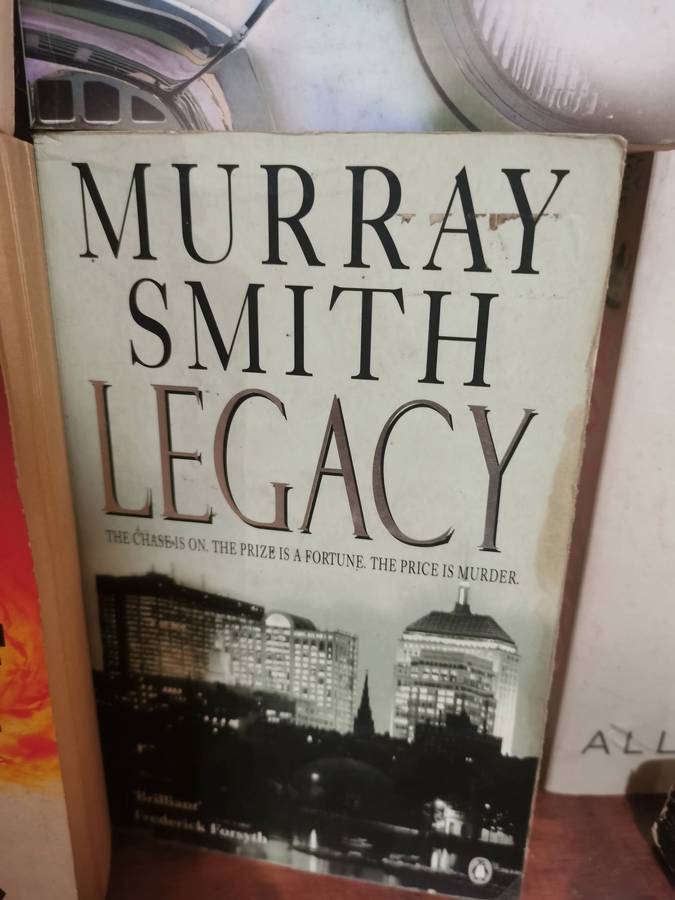 MURRAY
SMITH
LEGACY
THE CHASE IS ON. THE PRIZE IS A FORTUNE. THE PRICE IS MURDER.
'Brilliant'
Frederick Forsyth
ALL